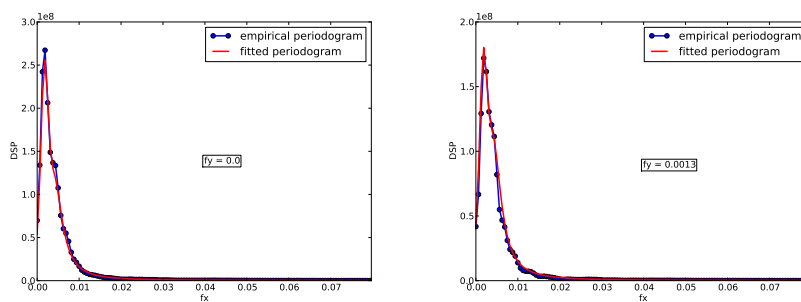 1e8
3.0
2.5
2.0
1.5
1.0
0.5
0.0
DSP
empirical periodogram
fitted periodogram
fy = 0.0
0.00 0.01 0.02 0.03 0.04 0.05 0.06 0.07
fx
1e8
2.0
1.5
1.0
0.5
0.0
DSP
empirical periodogram
fitted periodogram
fy = 0.0013
0.00 0.01 0.02 0.03 0.04 0.05 0.06 0.07
fx